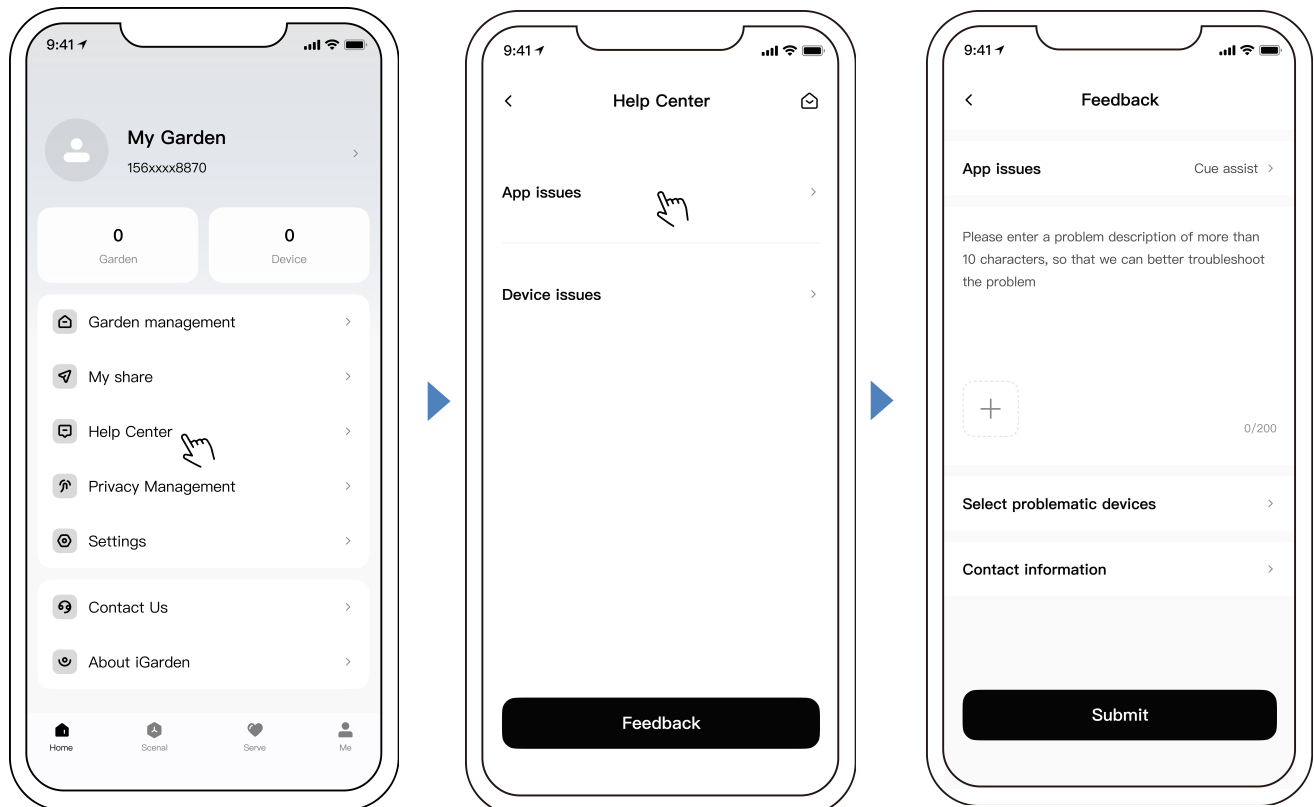 9:41
My Garden
156xxxx8870
0
Garden
0
Device
Garden management
My share
Help Center
Privacy Management
Settings
Contact Us
About iGarden
Home
Scenal
Serve
Me
9:41
Help Center
App issues
Device issues
Feedback
9:41
Feedback
App issues
Cue assist
Please enter a problem description of more than
10 characters, so that we can better troubleshoot
the problem
0/200
Select problematic devices
Contact information
Submit